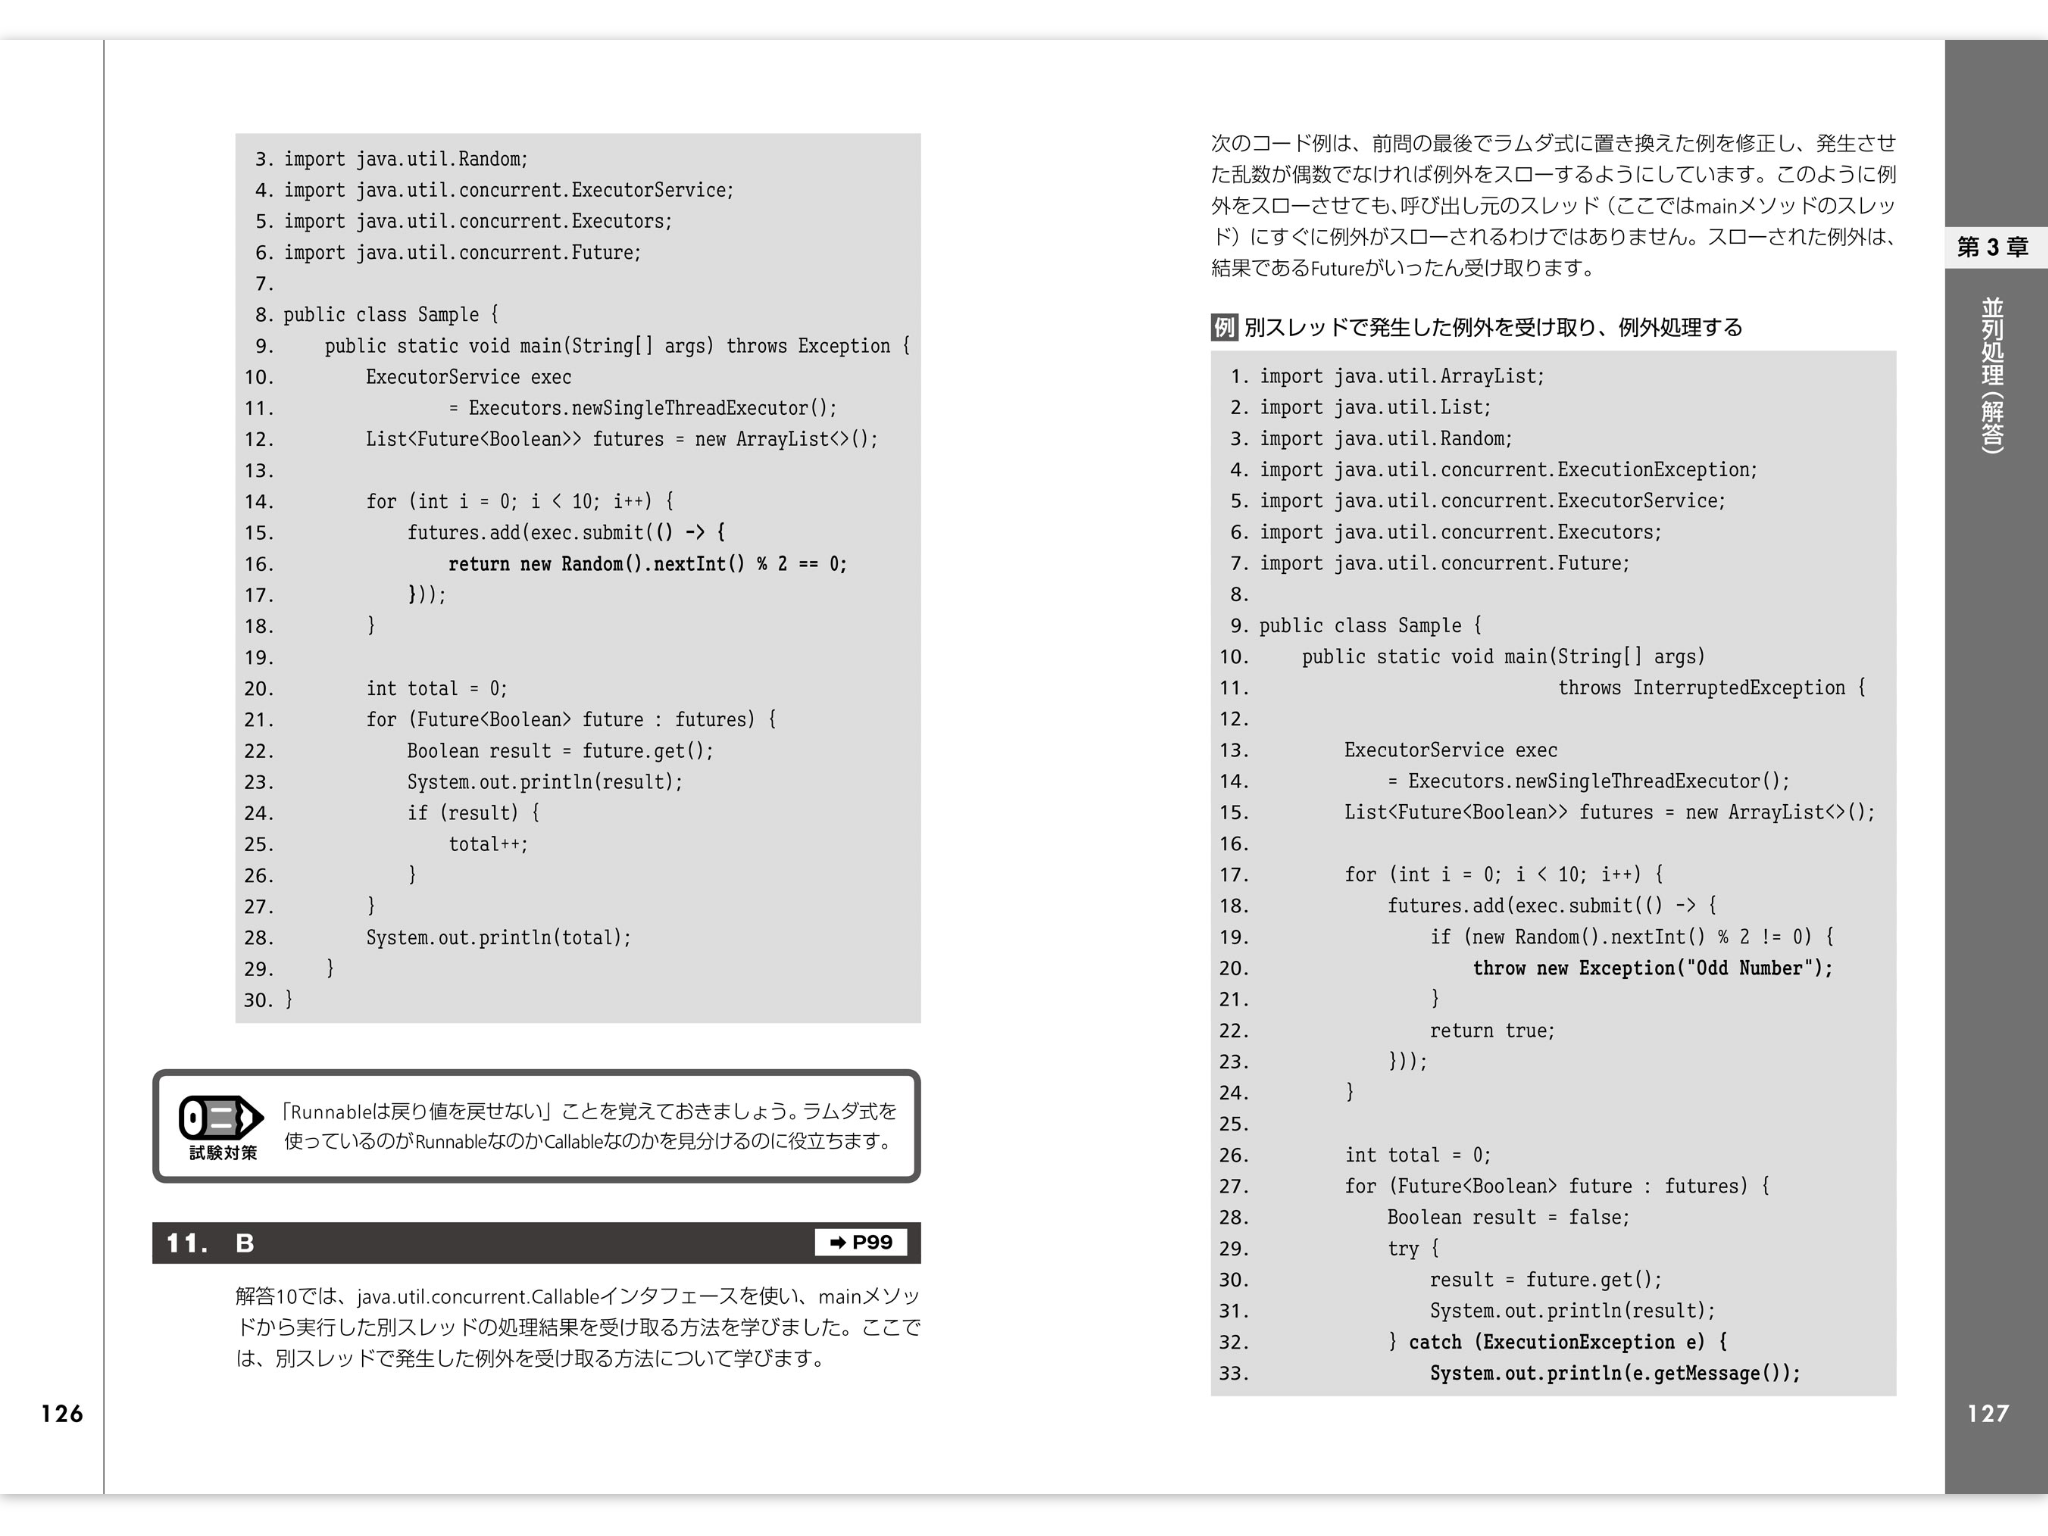 3. import java.util.Random;
4. import java.util.concurrent.ExecutorService;
5. import java.util.concurrent.Executors;
6. import java.util.concurrent.Future;
7.
8. public class Sample {
9.     public static void main(String[] args) throws Exception {
10.         ExecutorService exec
11.                 = Executors.newSingleThreadExecutor();
12.         List<Future<Boolean>> futures = new ArrayList<>();
13.
14.         for (int i = 0; i < 10; i++) {
15.             futures.add(exec.submit(() -> {
16.                 return new Random().nextInt() % 2 == 0;
17.             }));
18.         }
19.
20.         int total = 0;
21.         for (Future<Boolean> future : futures) {
22.             Boolean result = future.get();
23.             System.out.println(result);
24.             if (result) {
25.                 total++;
26.             }
27.         }
28.         System.out.println(total);
29.     }
30. }
試験対策
「Runnableは戻り値を戻せない」ことを覚えておきましょう。ラムダ式を
使っているのがRunnableなのかCallableなのかを見分けるのに役立ちます。
11. B ➡ P99
解答10では、java.util.concurrent.Callableインタフェースを使い、mainメソッ
ドから実行した別スレッドの処理結果を受け取る方法を学びました。ここで
は、別スレッドで発生した例外を受け取る方法について学びます。
126
次のコード例は、前問の最後でラムダ式に置き換えた例を修正し、発生させ
た乱数が偶数でなければ例外をスローするようにしています。このように例
外をスローさせても、呼び出し元のスレッド（ここではmainメソッドのスレッ
ド）にすぐに例外がスローされるわけではありません。スローされた例外は、
結果であるFutureがいったん受け取ります。
例 別スレッドで発生した例外を受け取り、例外処理する
1. import java.util.ArrayList;
2. import java.util.List;
3. import java.util.Random;
4. import java.util.concurrent.ExecutionException;
5. import java.util.concurrent.ExecutorService;
6. import java.util.concurrent.Executors;
7. import java.util.concurrent.Future;
8.
9. public class Sample {
10.     public static void main(String[] args)
11.                             throws InterruptedException {
12.
13.         ExecutorService exec
14.             = Executors.newSingleThreadExecutor();
15.         List<Future<Boolean>> futures = new ArrayList<>();
16.
17.         for (int i = 0; i < 10; i++) {
18.             futures.add(exec.submit(() -> {
19.                 if (new Random().nextInt() % 2 != 0) {
20.                     throw new Exception("Odd Number");
21.                 }
22.                 return true;
23.             }));
24.         }
25.
26.         int total = 0;
27.         for (Future<Boolean> future : futures) {
28.             Boolean result = false;
29.             try {
30.                 result = future.get();
31.                 System.out.println(result);
32.             } catch (ExecutionException e) {
33.                 System.out.println(e.getMessage());
第3章
並列処理（解答）
127